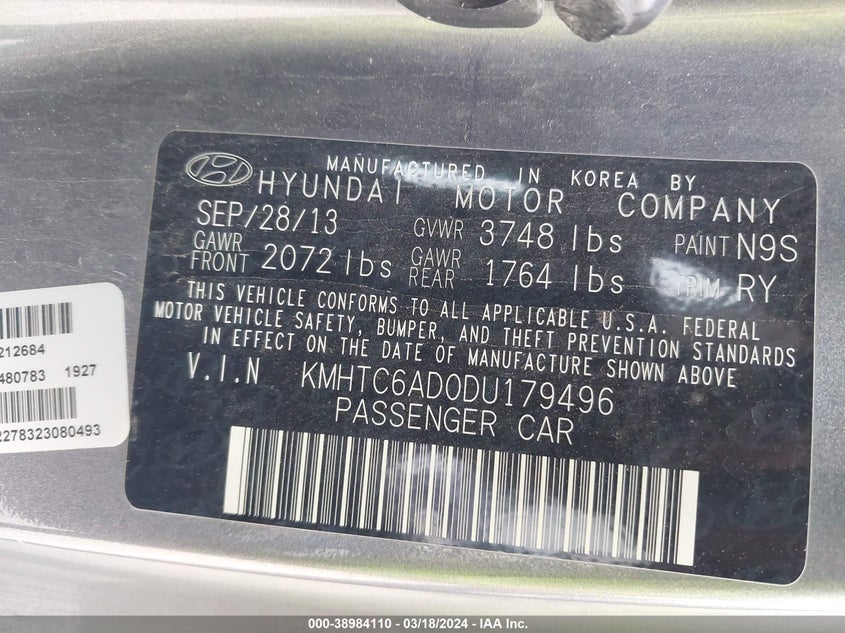 MANUFACTURED IN KOREA BY
HYUNDAI MOTOR COMPANY
SEP/28/13 GVWR 3748 lbs PAINT N9S
GAWR FRONT 2072 lbs GAWR REAR 1764 lbs TRIM RY
THIS VEHICLE CONFORMS TO ALL APPLICABLE U.S.A. FEDERAL
MOTOR VEHICLE SAFETY, BUMPER, AND THEFT PREVENTION STANDARDS
IN EFFECT ON THE DATE OF MANUFACTURE SHOWN ABOVE
V.I.N KMHTC6AD0DU179496
PASSENGER CAR
212684
480783 1927
2278323080493
000-38984110 - 03/18/2024 - IAA Inc.